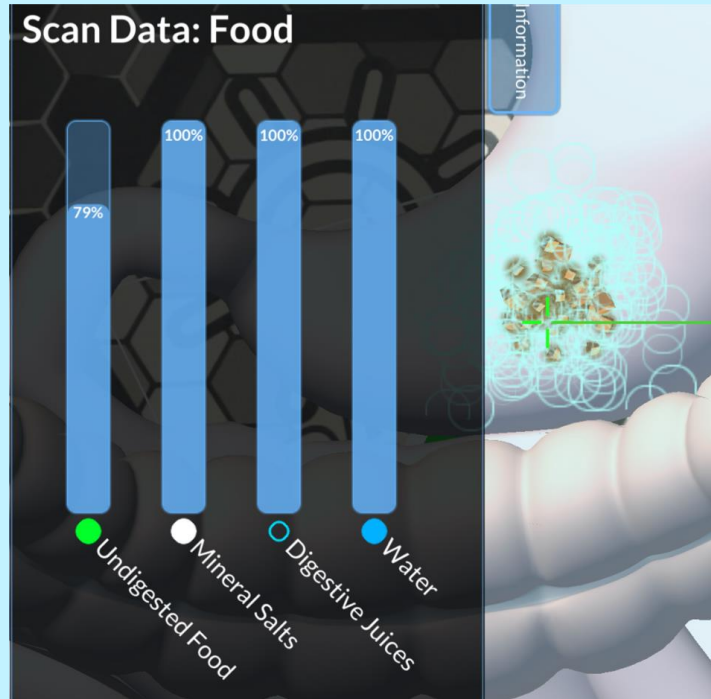 Scan Data: Food
Information
79%
100%
100%
100%
Undigested Food
Mineral Salts
Digestive Juices
Water